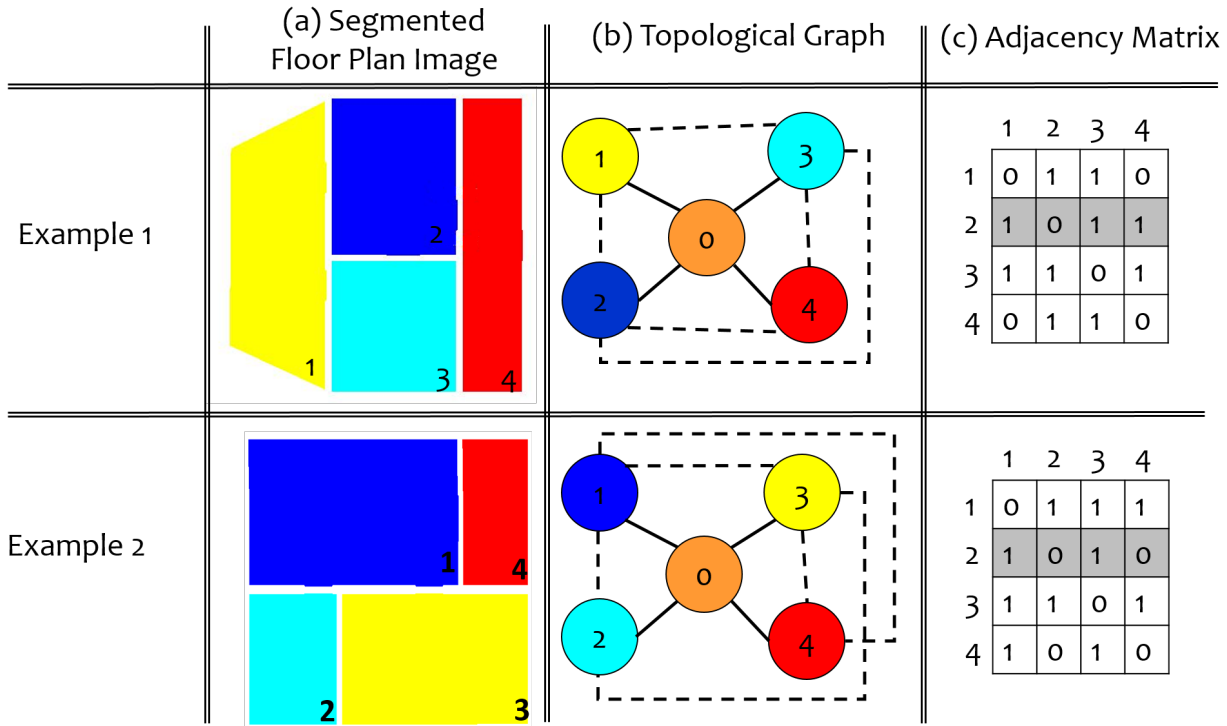 (a) Segmented
Floor Plan Image
(b) Topological Graph
(c) Adjacency Matrix
Example 1
1
2
3
4
1
3
0
2
4
1 2 3 4
1 0 1 1 0
2 1 0 1 1
3 1 1 0 1
4 0 1 1 0
Example 2
1
4
2
3
1
3
0
2
4
1 2 3 4
1 0 1 1 1
2 1 0 1 0
3 1 1 0 1
4 1 0 1 0